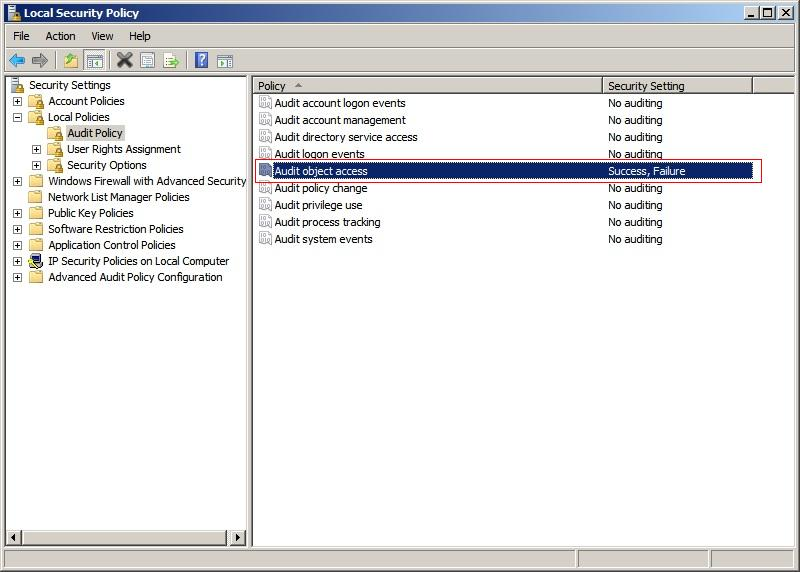 Local Security Policy
File Action View Help
Security Settings
Account Policies
Local Policies
Audit Policy
User Rights Assignment
Security Options
Windows Firewall with Advanced Security
Network List Manager Policies
Public Key Policies
Software Restriction Policies
Application Control Policies
IP Security Policies on Local Computer
Advanced Audit Policy Configuration
Policy Security Setting
Audit account logon events No auditing
Audit account management No auditing
Audit directory service access No auditing
Audit logon events No auditing
Audit object access Success, Failure
Audit policy change No auditing
Audit privilege use No auditing
Audit process tracking No auditing
Audit system events No auditing